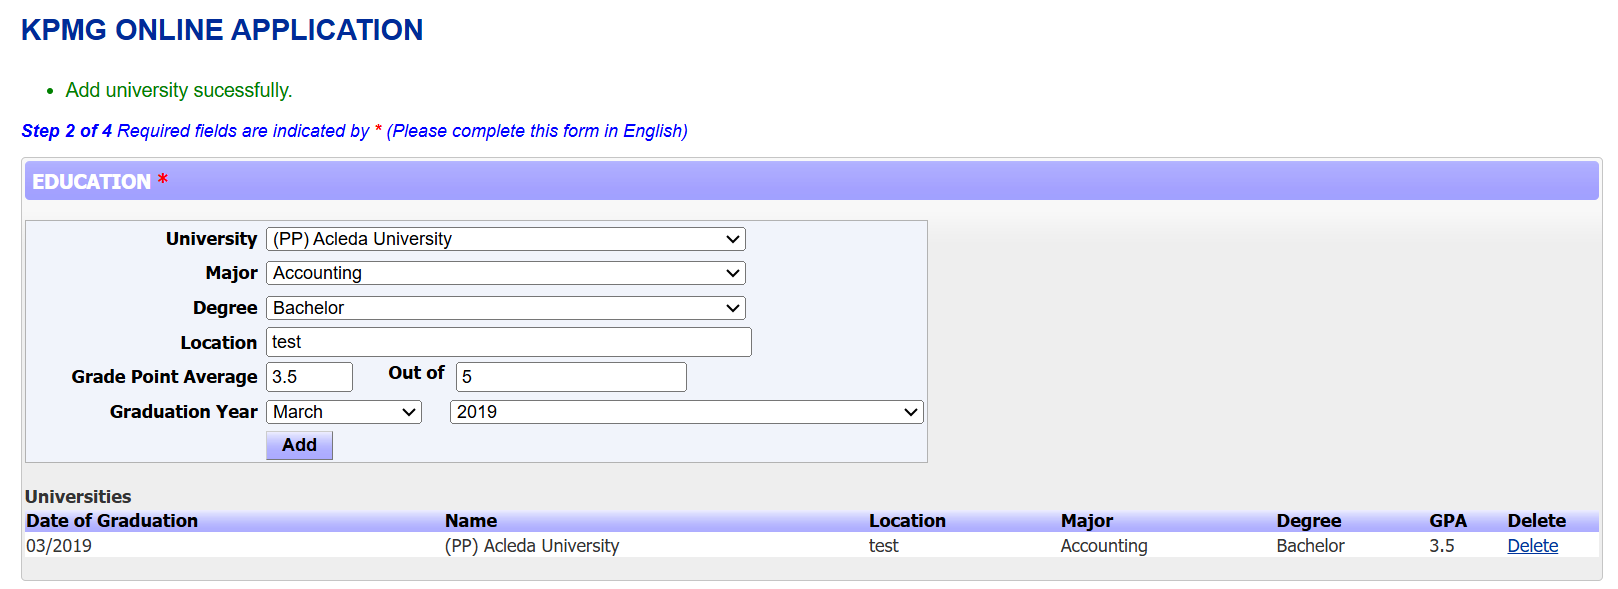 KPMG ONLINE APPLICATION
• Add university sucessfully.
Step 2 of 4 Required fields are indicated by * (Please complete this form in English)
EDUCATION *
University (PP) Acleda University
Major Accounting
Degree Bachelor
Location test
Grade Point Average 3.5 Out of 5
Graduation Year March 2019
Add
Universities
Date of Graduation Name Location Major Degree GPA Delete
03/2019 (PP) Acleda University test Accounting Bachelor 3.5 Delete